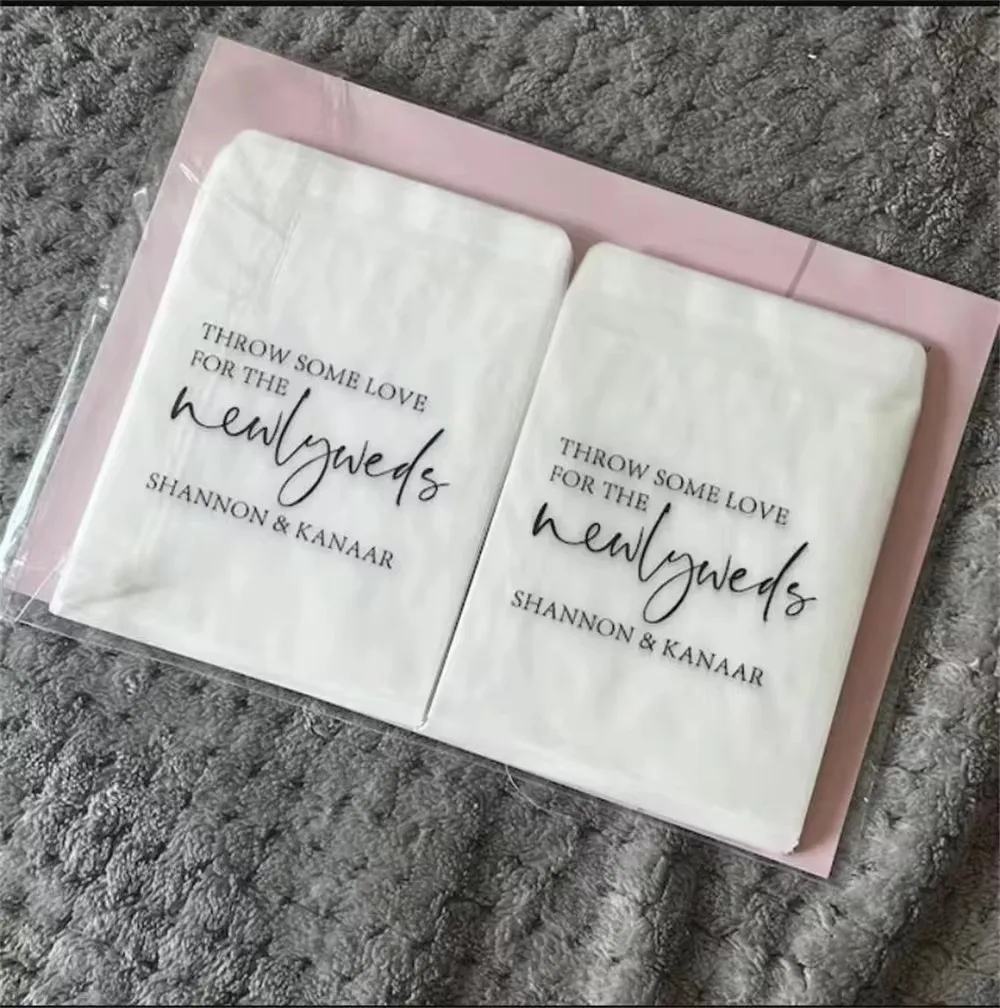 THROW SOME LOVE
FOR THE
newlyweds
SHANNON & KANAAR
THROW SOME LOVE
FOR THE
newlyweds
SHANNON & KANAAR